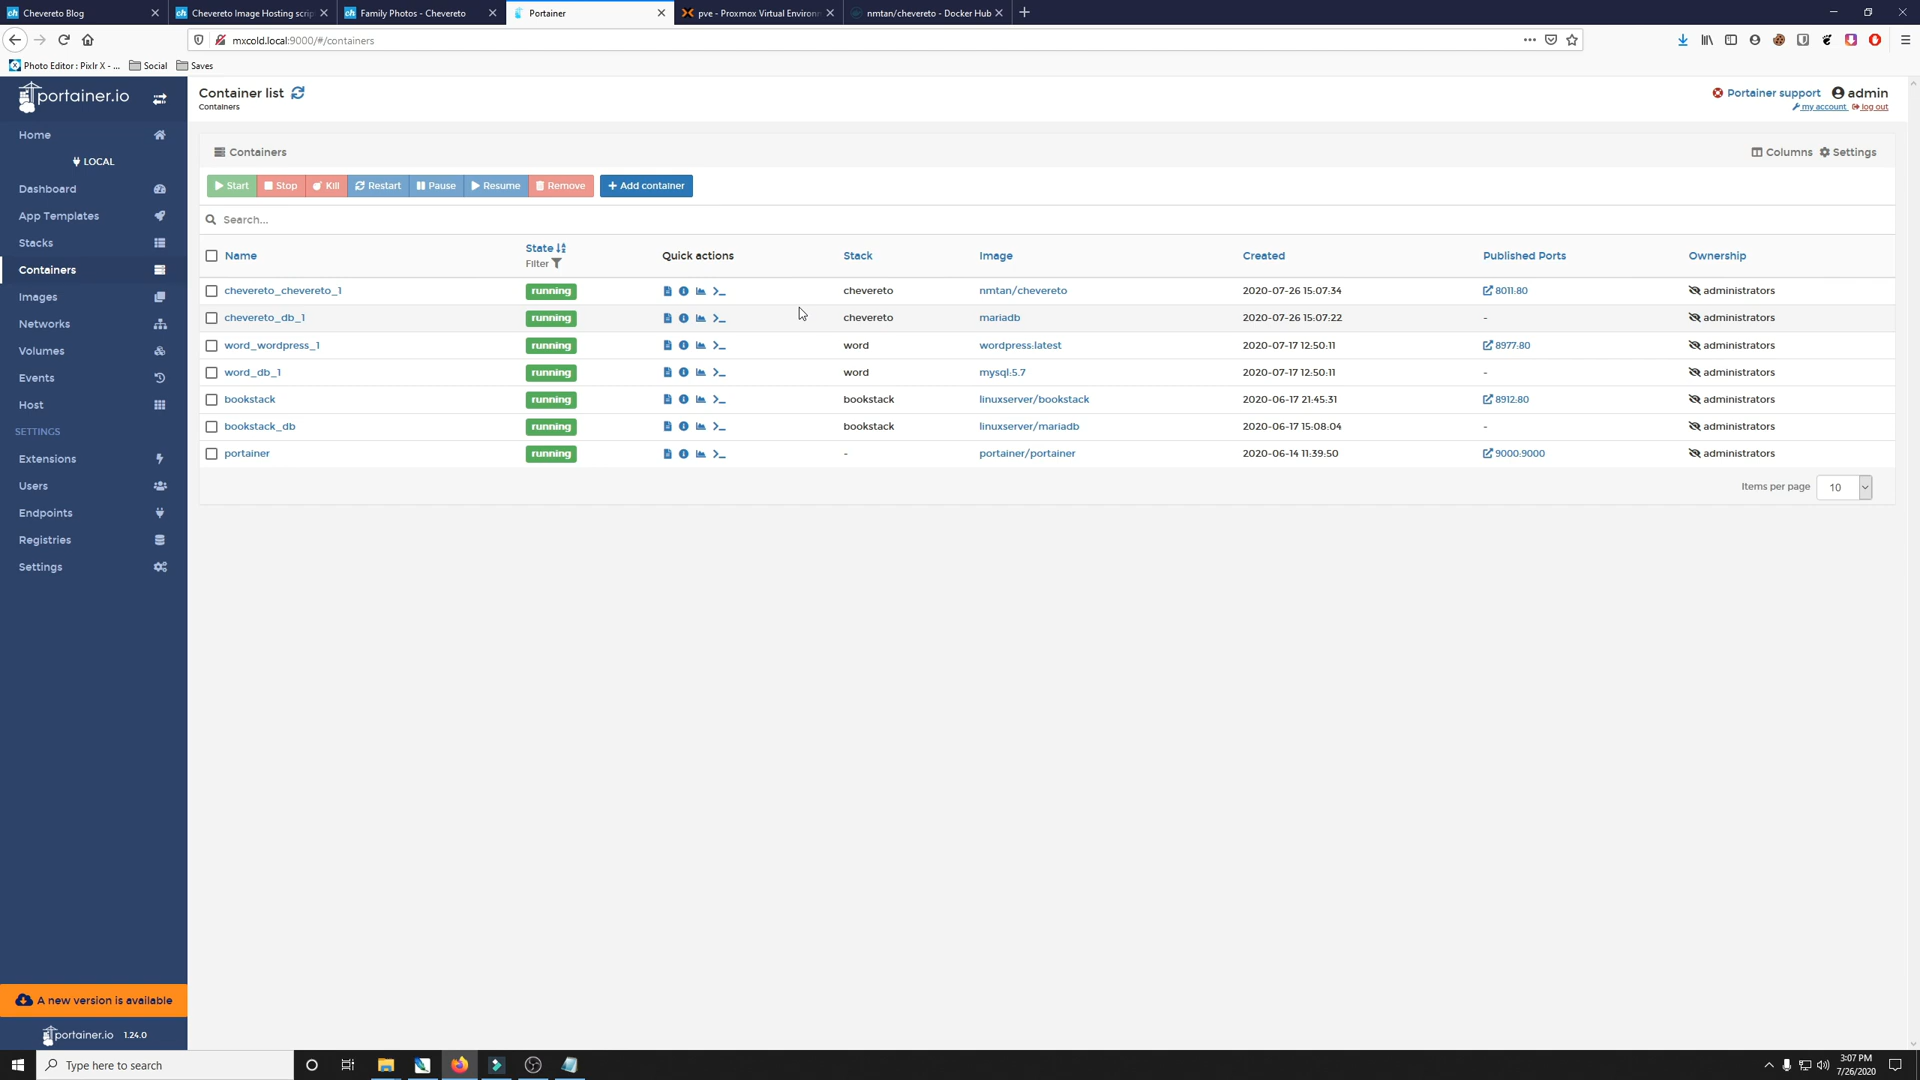 Chevereto Blog
Chevereto Image Hosting scrip
Family Photos - Chevereto
Portainer
pve - Proxmox Virtual Environm
nmtan/chevereto - Docker Hub
mxcold.local:9000/#/containers
Photo Editor : Pixlr X - ... Social Saves
portainer.io
Home
LOCAL
Dashboard
App Templates
Stacks
Containers
Images
Networks
Volumes
Events
Host
SETTINGS
Extensions
Users
Endpoints
Registries
Settings
A new version is available
portainer.io 1.24.0
Container list
Containers
Portainer support admin
my account log out
Containers
Columns Settings
Start Stop Kill Restart Pause Resume Remove + Add container
Search...
Name State Filter Quick actions Stack Image Created Published Ports Ownership
chevereto_chevereto_1 running chevereto nmtan/chevereto 2020-07-26 15:07:34 8011:80 administrators
chevereto_db_1 running chevereto mariadb 2020-07-26 15:07:22 - administrators
word_wordpress_1 running word wordpress:latest 2020-07-17 12:50:11 8977:80 administrators
word_db_1 running word mysql:5.7 2020-07-17 12:50:11 - administrators
bookstack running bookstack linuxserver/bookstack 2020-06-17 21:45:31 8912:80 administrators
bookstack_db running bookstack linuxserver/mariadb 2020-06-17 15:08:04 - administrators
portainer running - portainer/portainer 2020-06-14 11:39:50 9000:9000 administrators
Items per page 10
Type here to search
3:07 PM
7/26/2020